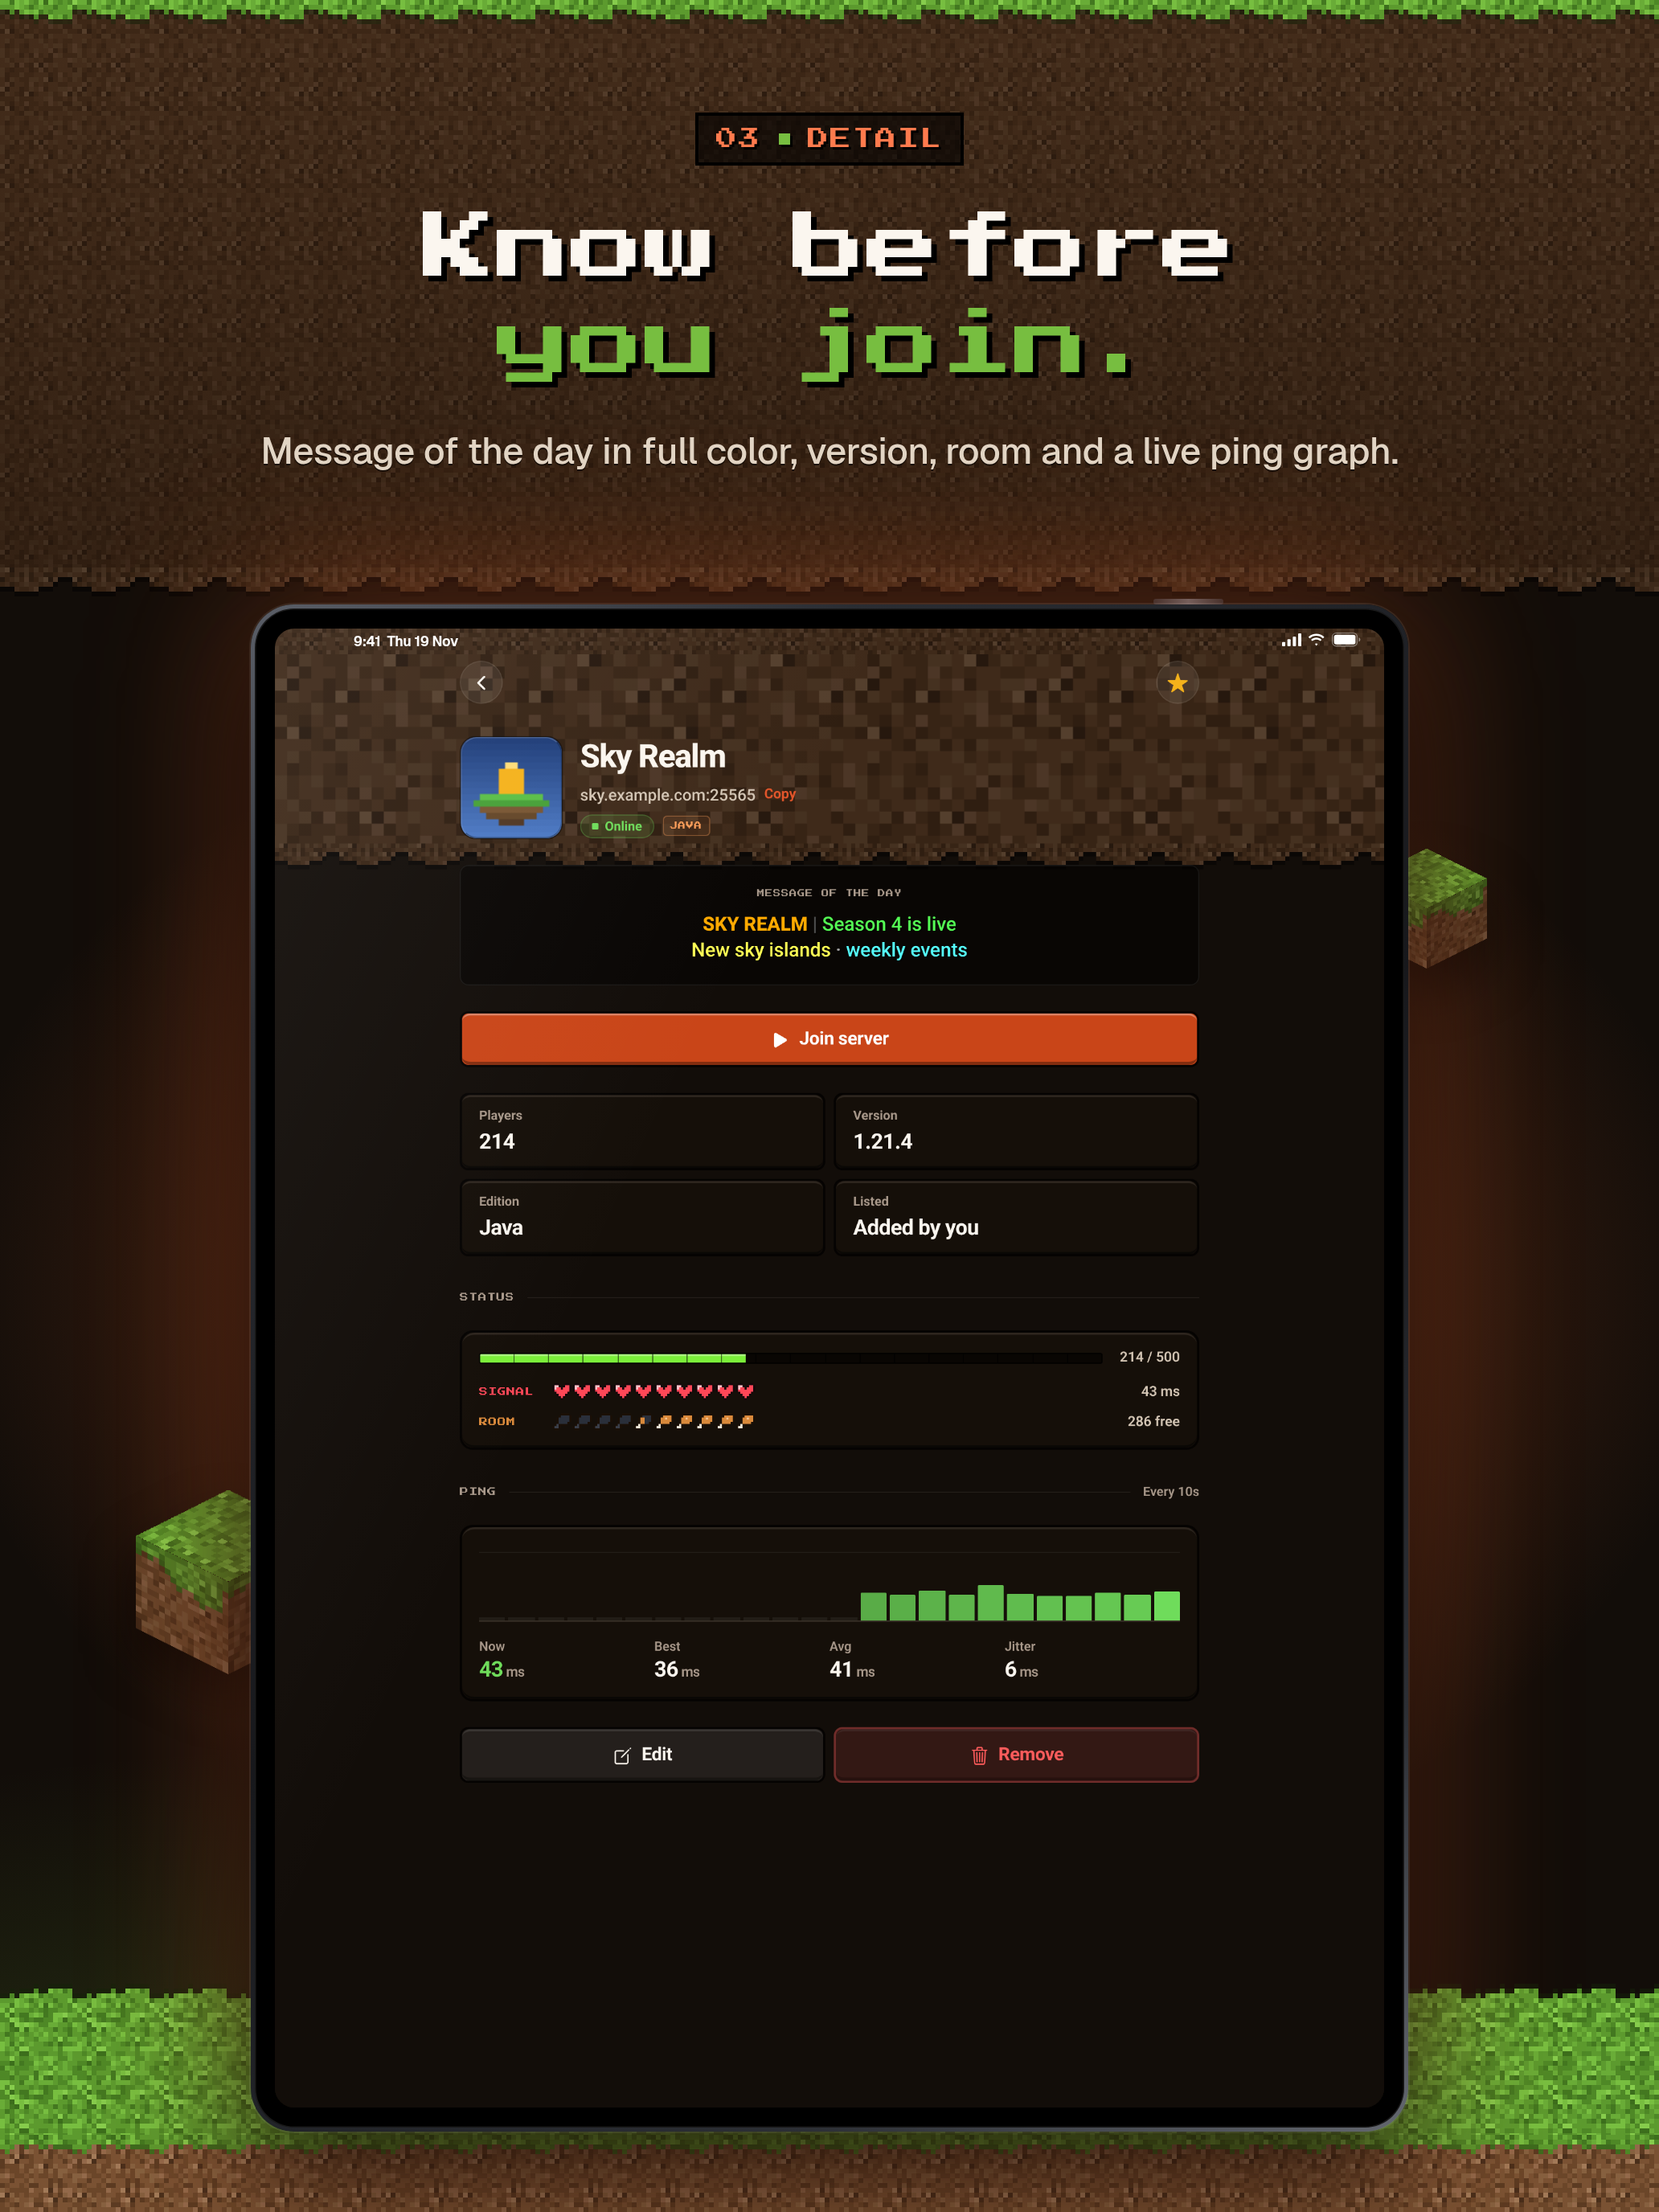 03 ▪ DETAIL
Know before
you join.
Message of the day in full color, version, room and a live ping graph.
9:41 Thu 19 Nov
Sky Realm
sky.example.com:25565 Copy
Online JAVA
MESSAGE OF THE DAY
SKY REALM | Season 4 is live
New sky islands · weekly events
Join server
Players
214
Version
1.21.4
Edition
Java
Listed
Added by you
STATUS
214 / 500
SIGNAL 43 ms
ROOM 286 free
PING Every 10s
Now Best Avg Jitter
43 ms 36 ms 41 ms 6 ms
Edit Remove